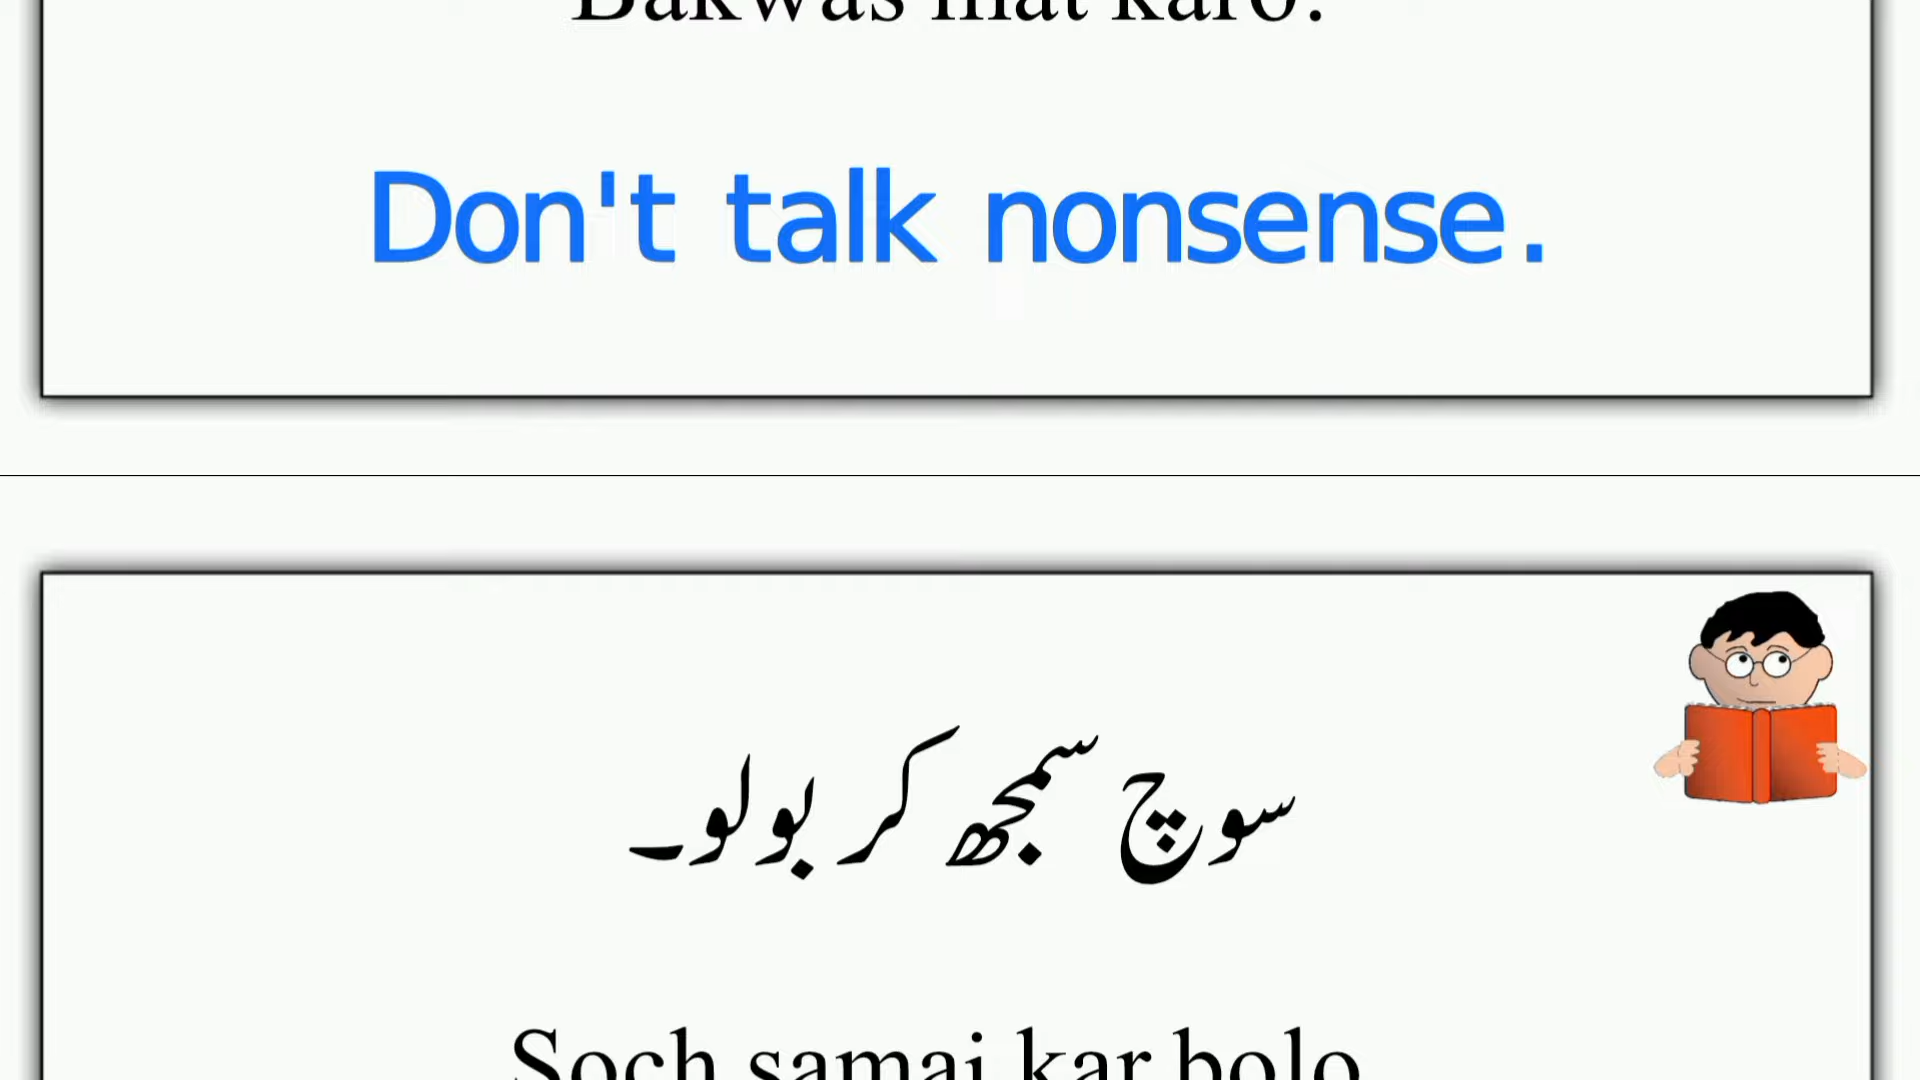 Bakwas mat karo.
Don't talk nonsense.
سوچ سمجھ کر بولو۔
Soch samaj kar bolo